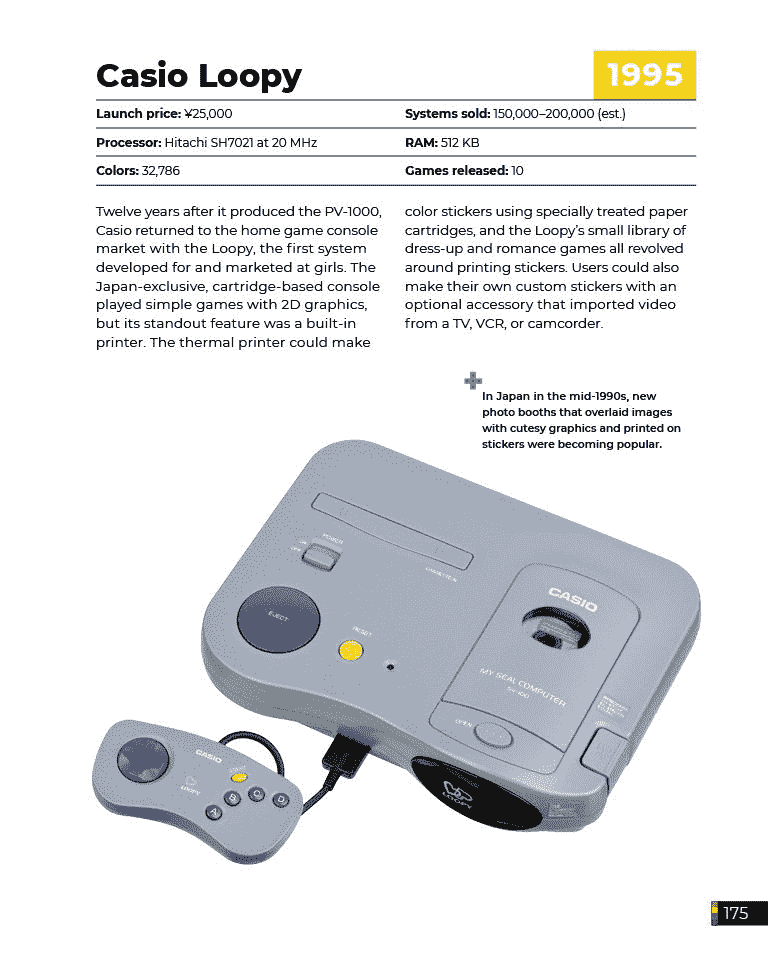 Casio Loopy
1995
Launch price: ¥25,000
Systems sold: 150,000–200,000 (est.)
Processor: Hitachi SH7021 at 20 MHz
RAM: 512 KB
Colors: 32,786
Games released: 10
Twelve years after it produced the PV-1000,
Casio returned to the home game console
market with the Loopy, the first system
developed for and marketed at girls. The
Japan-exclusive, cartridge-based console
played simple games with 2D graphics,
but its standout feature was a built-in
printer. The thermal printer could make
color stickers using specially treated paper
cartridges, and the Loopy’s small library of
dress-up and romance games all revolved
around printing stickers. Users could also
make their own custom stickers with an
optional accessory that imported video
from a TV, VCR, or camcorder.
In Japan in the mid-1990s, new
photo booths that overlaid images
with cutesy graphics and printed on
stickers were becoming popular.
POWER
ON
OFF
EJECT
RESET
CASIO
MY SEAL COMPUTER
SV-100
OPEN
LOOPY
CASIO
LOOPY
A
B
C
D
175